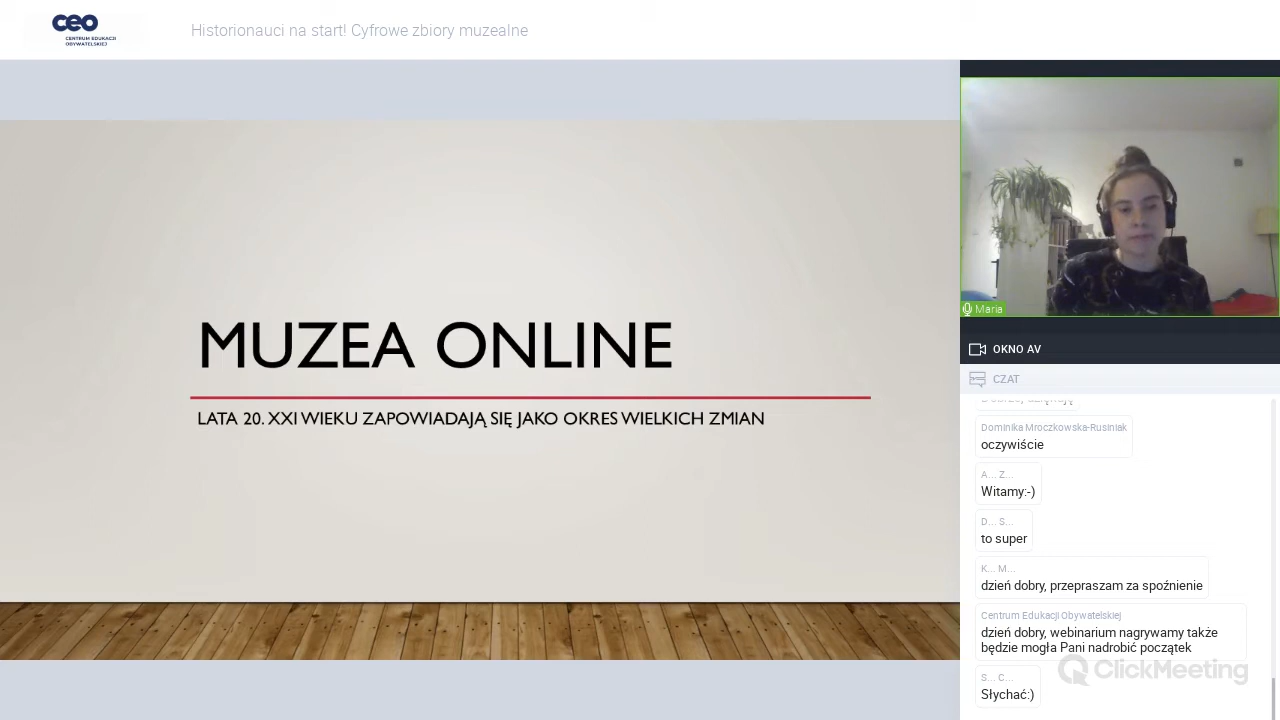 ceo
CENTRUM EDUKACJI
OBYWATELSKIEJ
Historionauci na start! Cyfrowe zbiory muzealne
MUZEA ONLINE
LATA 20. XXI WIEKU ZAPOWIADAJĄ SIĘ JAKO OKRES WIELKICH ZMIAN
Maria
OKNO AV
CZAT
Dominika Mroczkowska-Rusiniak
oczywiście
A... Z...
Witamy:-)
D... S...
to super
K... M...
dzień dobry, przepraszam za spoźnienie
Centrum Edukacji Obywatelskiej
dzień dobry, webinarium nagrywamy także
będzie mogła Pani nadrobić początek
ClickMeeting
S... C...
Słychać:)